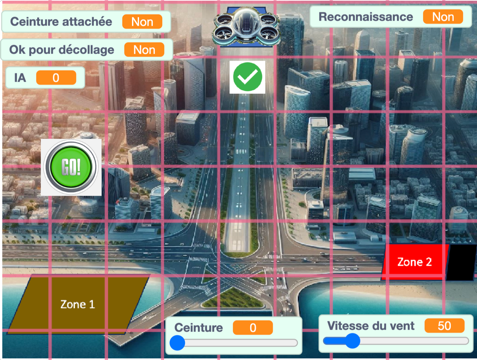 Ceinture attachée Non
Reconnaissance Non
Ok pour décollage Non
IA 0
GO!
Zone 2
Zone 1
Ceinture 0
Vitesse du vent 50